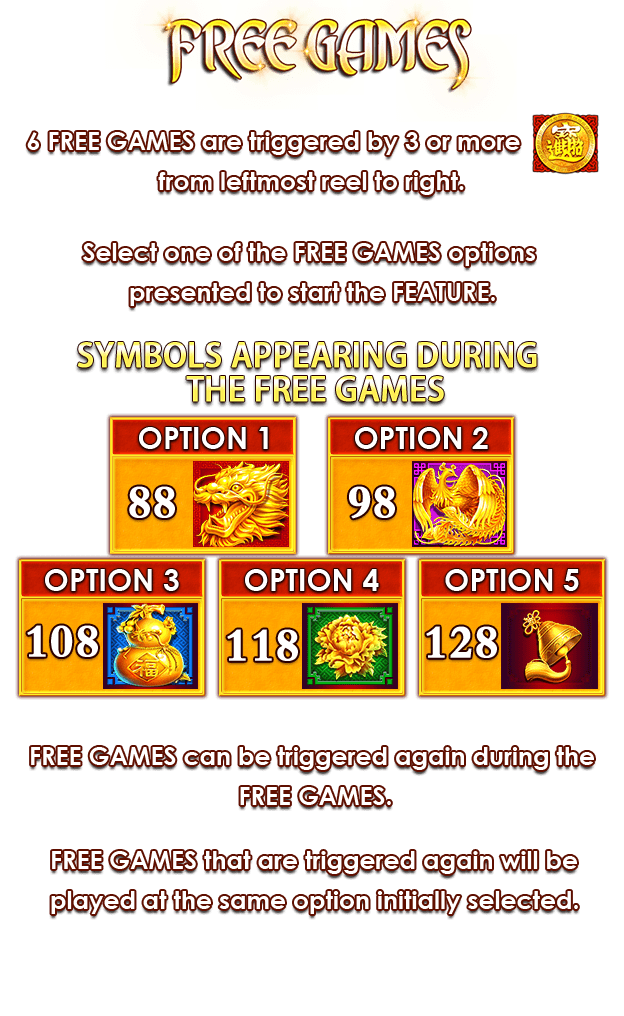 FREE GAMES
6 FREE GAMES are triggered by 3 or more
from leftmost reel to right.
Select one of the FREE GAMES options
presented to start the FEATURE.
SYMBOLS APPEARING DURING
THE FREE GAMES
OPTION 1
OPTION 2
88
98
OPTION 3
OPTION 4
OPTION 5
108
福
118
128
FREE GAMES can be triggered again during the
FREE GAMES.
FREE GAMES that are triggered again will be
played at the same option initially selected.